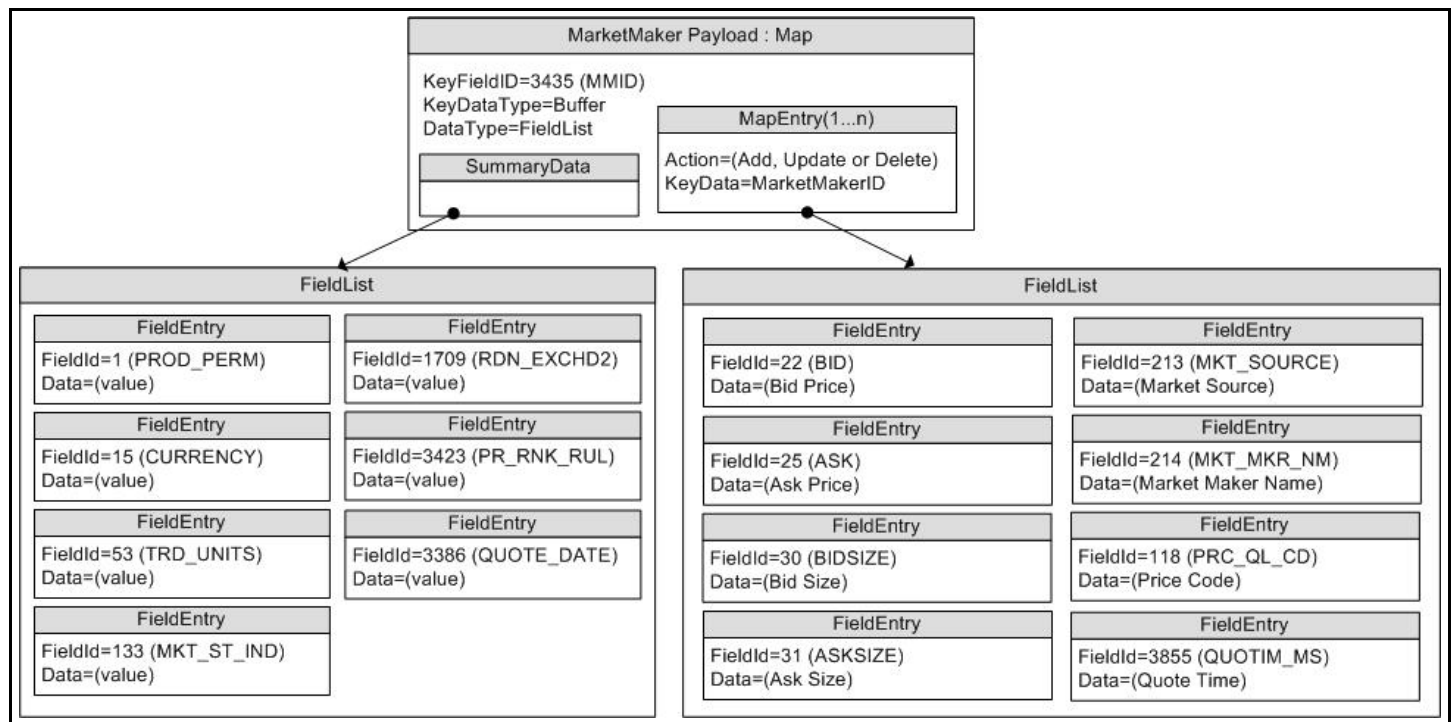 MarketMaker Payload : Map
KeyFieldID=3435 (MMID)
KeyDataType=Buffer
DataType=FieldList
SummaryData
MapEntry(1...n)
Action=(Add, Update or Delete)
KeyData=MarketMakerID
FieldList
FieldEntry
FieldId=1 (PROD_PERM)
Data=(value)
FieldEntry
FieldId=1709 (RDN_EXCHD2)
Data=(value)
FieldEntry
FieldId=15 (CURRENCY)
Data=(value)
FieldEntry
FieldId=3423 (PR_RNK_RUL)
Data=(value)
FieldEntry
FieldId=53 (TRD_UNITS)
Data=(value)
FieldEntry
FieldId=3386 (QUOTE_DATE)
Data=(value)
FieldEntry
FieldId=133 (MKT_ST_IND)
Data=(value)
FieldList
FieldEntry
FieldId=22 (BID)
Data=(Bid Price)
FieldEntry
FieldId=213 (MKT_SOURCE)
Data=(Market Source)
FieldEntry
FieldId=25 (ASK)
Data=(Ask Price)
FieldEntry
FieldId=214 (MKT_MKR_NM)
Data=(Market Maker Name)
FieldEntry
FieldId=30 (BIDSIZE)
Data=(Bid Size)
FieldEntry
FieldId=118 (PRC_QL_CD)
Data=(Price Code)
FieldEntry
FieldId=31 (ASKSIZE)
Data=(Ask Size)
FieldEntry
FieldId=3855 (QUOTIM_MS)
Data=(Quote Time)